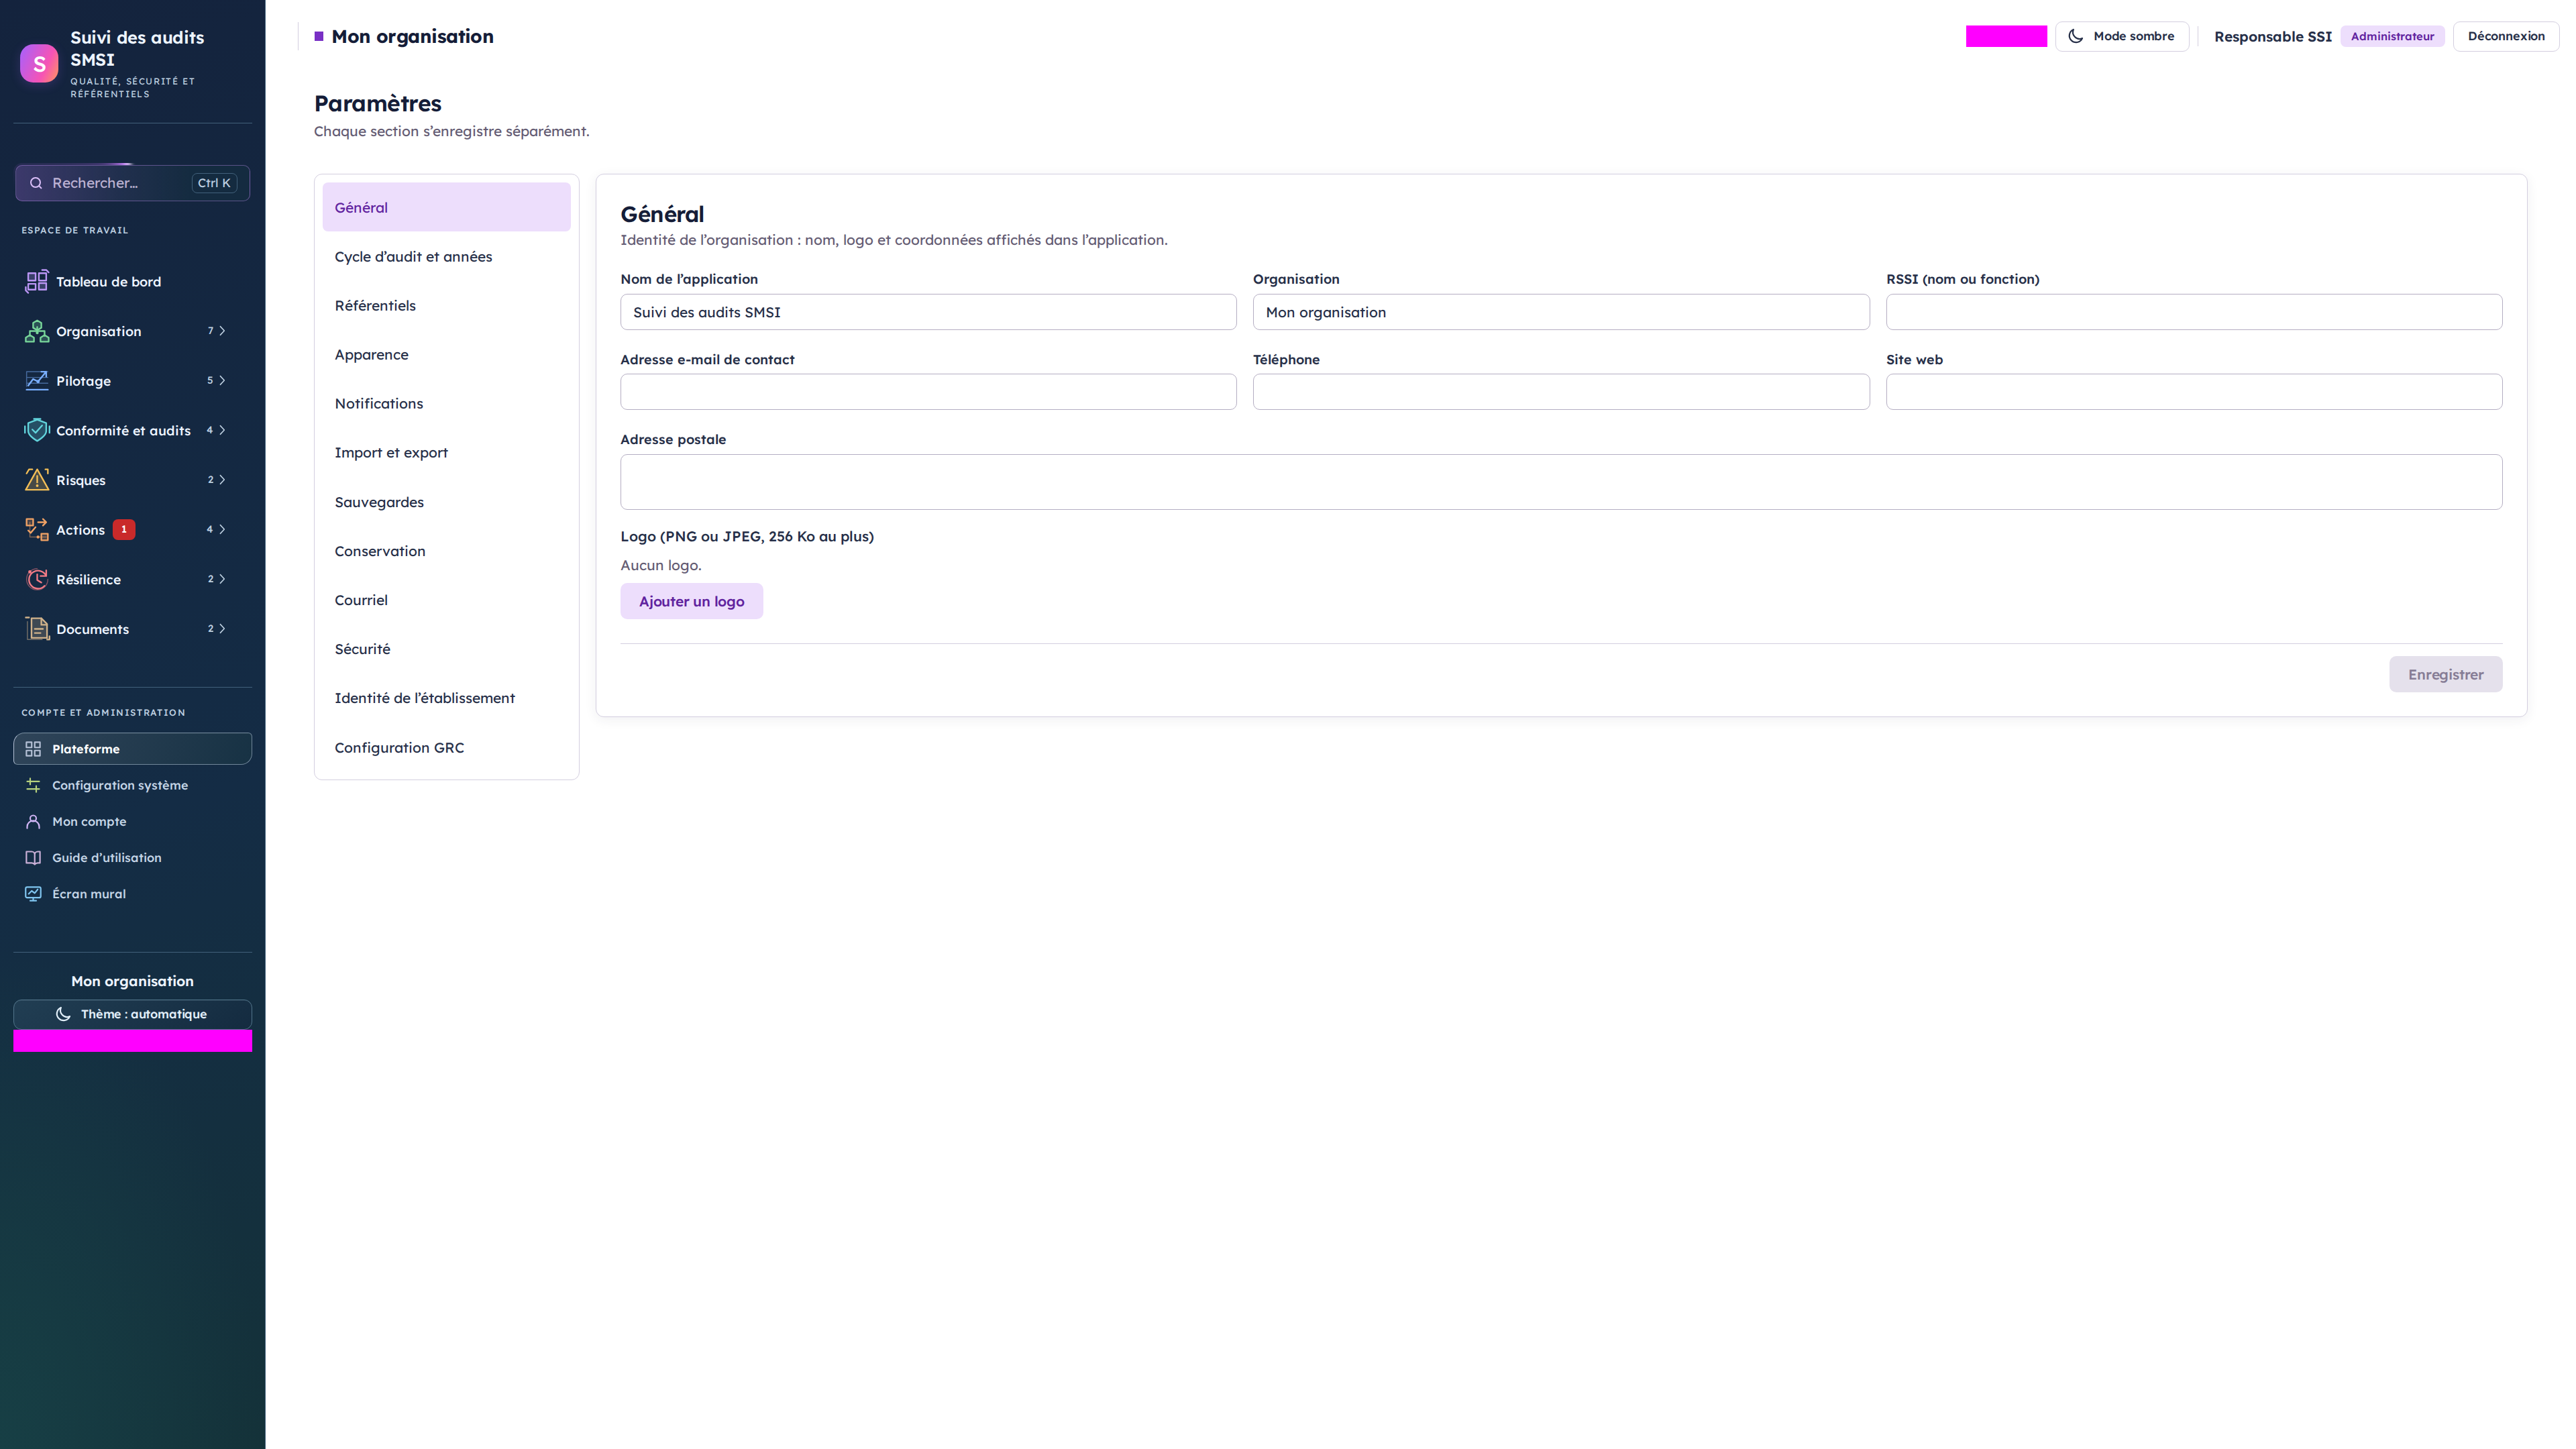 S
Suivi des audits
SMSI
QUALITÉ, SÉCURITÉ ET
RÉFÉRENTIELS
Rechercher…
Ctrl K
ESPACE DE TRAVAIL
Tableau de bord
Organisation 7
Pilotage 5
Conformité et audits 4
Risques 2
Actions 1 4
Résilience 2
Documents 2
COMPTE ET ADMINISTRATION
Plateforme
Configuration système
Mon compte
Guide d’utilisation
Écran mural
Mon organisation
Thème : automatique
Mon organisation
Mode sombre
Responsable SSI
Administrateur
Déconnexion
Paramètres
Chaque section s’enregistre séparément.
Général
Cycle d’audit et années
Référentiels
Apparence
Notifications
Import et export
Sauvegardes
Conservation
Courriel
Sécurité
Identité de l’établissement
Configuration GRC
Général
Identité de l’organisation : nom, logo et coordonnées affichés dans l’application.
Nom de l’application
Suivi des audits SMSI
Organisation
Mon organisation
RSSI (nom ou fonction)
Adresse e-mail de contact
Téléphone
Site web
Adresse postale
Logo (PNG ou JPEG, 256 Ko au plus)
Aucun logo.
Ajouter un logo
Enregistrer